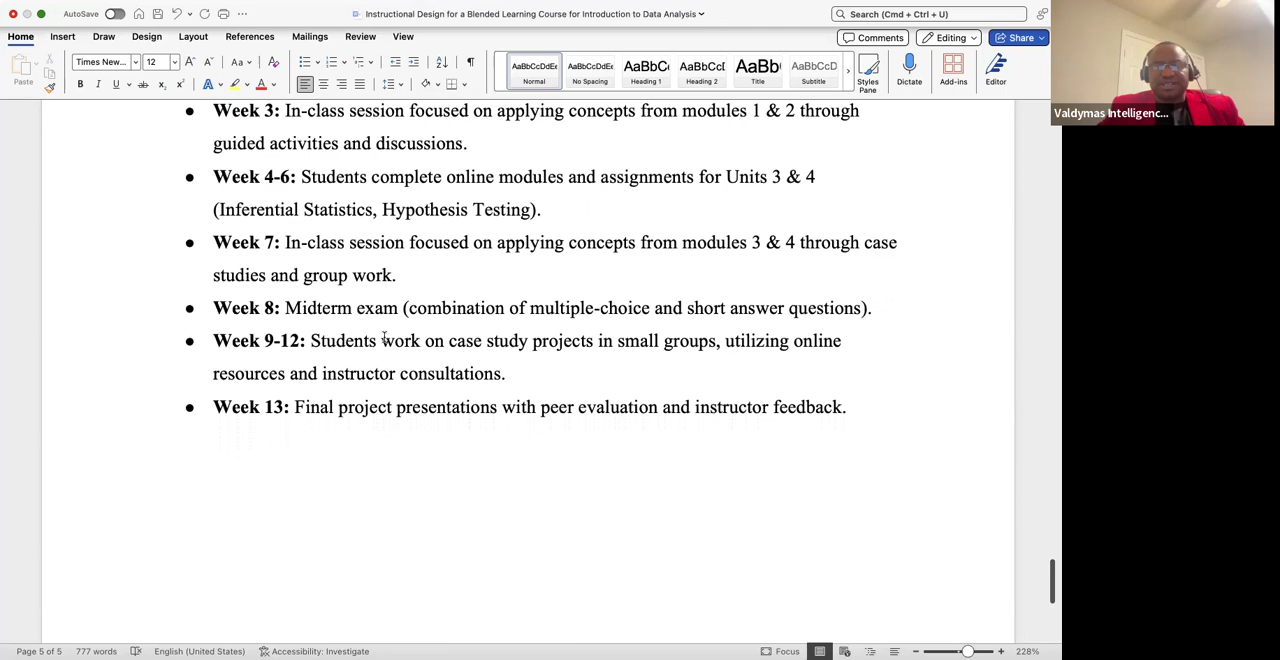 AutoSave
Instructional Design for a Blended Learning Course for Introduction to Data Analysis
Search (Cmd + Ctrl + U)
Home Insert Draw Design Layout References Mailings Review View
Comments Editing Share
Paste
Times New... 12
AaBbCcDdEe AaBbCcDdEe AaBbCc AaBbCcD AaBb AaBbCcD
Normal No Spacing Heading 1 Heading 2 Title Subtitle
Styles Pane
Dictate Add-ins Editor
Valdymas Intelligenc...
• Week 3: In-class session focused on applying concepts from modules 1 & 2 through
guided activities and discussions.
• Week 4-6: Students complete online modules and assignments for Units 3 & 4
(Inferential Statistics, Hypothesis Testing).
• Week 7: In-class session focused on applying concepts from modules 3 & 4 through case
studies and group work.
• Week 8: Midterm exam (combination of multiple-choice and short answer questions).
• Week 9-12: Students work on case study projects in small groups, utilizing online
resources and instructor consultations.
• Week 13: Final project presentations with peer evaluation and instructor feedback.
Page 5 of 5 777 words English (United States) Accessibility: Investigate Focus 228%